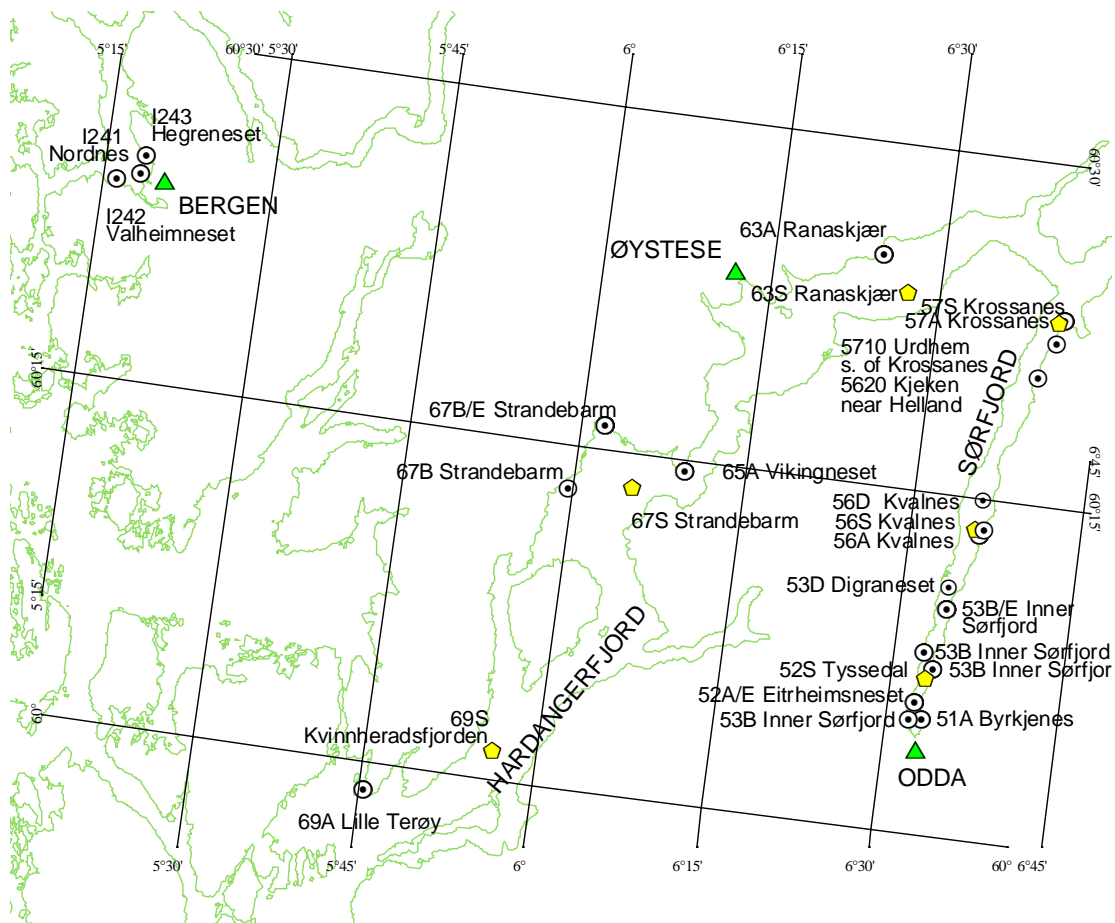 5°15'
60°30' 5°30'
5°45'
6°
6°15'
6°30'
I243
Hegreneset
I241
Nordnes
BERGEN
I242
Valheimneset
60°30'
63A Ranaskjær
ØYSTESE
63S Ranaskjær
57S Krossanes
57A Krossanes
5710 Urdhem
s. of Krossanes
5620 Kjeken
near Helland
SØRFJORD
60°15'
67B/E Strandebarm
67B Strandebarm
65A Vikingneset
67S Strandebarm
6°45'
60°15'
56D Kvalnes
56S Kvalnes
56A Kvalnes
5°15'
53D Digraneset
53B/E Inner
Sørfjord
53B Inner Sørfjord
52S Tyssedal
53B Inner Sørfjor
52A/E Eitrheimsneset
53B Inner Sørfjord
51A Byrkjenes
ODDA
HARDANGERFJORD
60°
69S
Kvinnheradsfjorden
69A Lille Terøy
5°30'
5°45'
6°
6°15'
6°30'
60° 6°45'